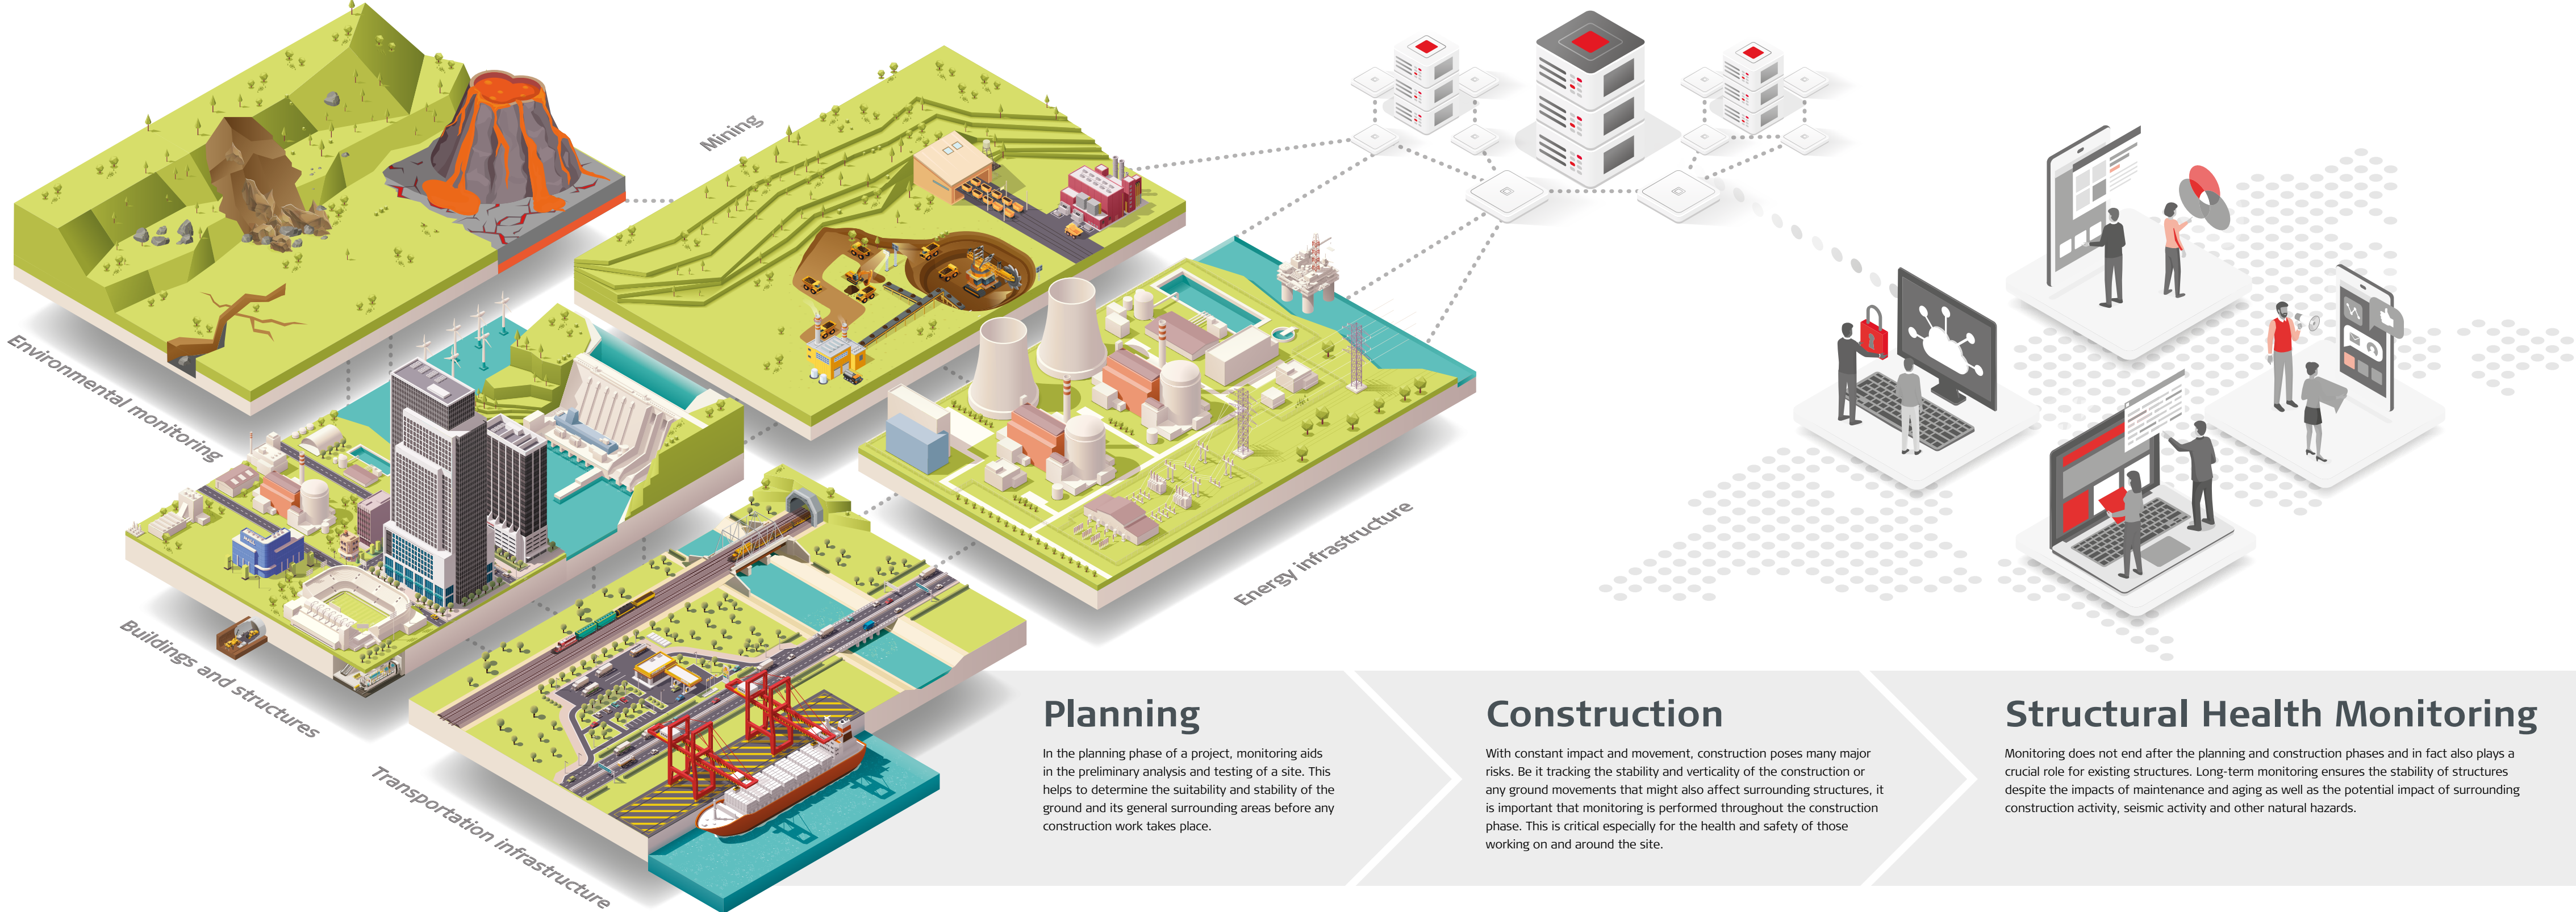 Mining
Environmental monitoring
Energy infrastructure
Buildings and structures
Transportation infrastructure
MALL
Planning
In the planning phase of a project, monitoring aids
in the preliminary analysis and testing of a site. This
helps to determine the suitability and stability of the
ground and its general surrounding areas before any
construction work takes place.
Construction
With constant impact and movement, construction poses many major
risks. Be it tracking the stability and verticality of the construction or
any ground movements that might also affect surrounding structures, it
is important that monitoring is performed throughout the construction
phase. This is critical especially for the health and safety of those
working on and around the site.
Structural Health Monitoring
Monitoring does not end after the planning and construction phases and in fact also plays a
crucial role for existing structures. Long-term monitoring ensures the stability of structures
despite the impacts of maintenance and aging as well as the potential impact of surrounding
construction activity, seismic activity and other natural hazards.